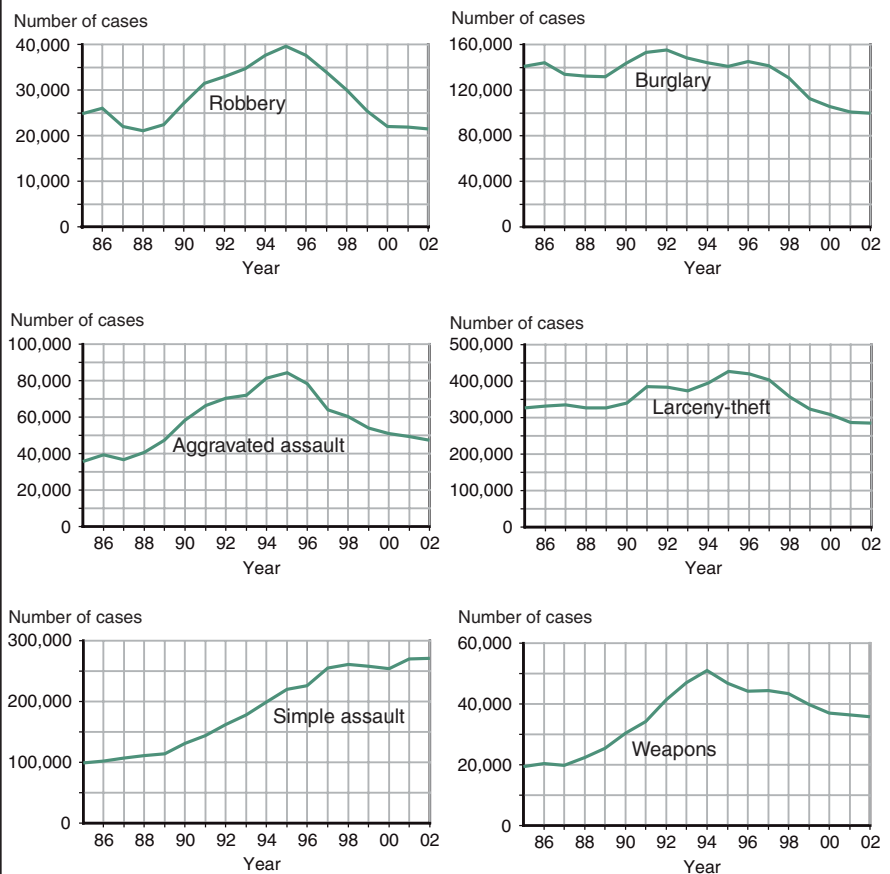 Number of cases
40,000
30,000
20,000
10,000
0
Robbery
86 88 90 92 94 96 98 00 02
Year
Number of cases
160,000
120,000
80,000
40,000
0
Burglary
86 88 90 92 94 96 98 00 02
Year
Number of cases
100,000
80,000
60,000
40,000
20,000
0
Aggravated assault
86 88 90 92 94 96 98 00 02
Year
Number of cases
500,000
400,000
300,000
200,000
100,000
0
Larceny-theft
86 88 90 92 94 96 98 00 02
Year
Number of cases
300,000
200,000
100,000
0
Simple assault
86 88 90 92 94 96 98 00 02
Year
Number of cases
60,000
40,000
20,000
0
Weapons
86 88 90 92 94 96 98 00 02
Year